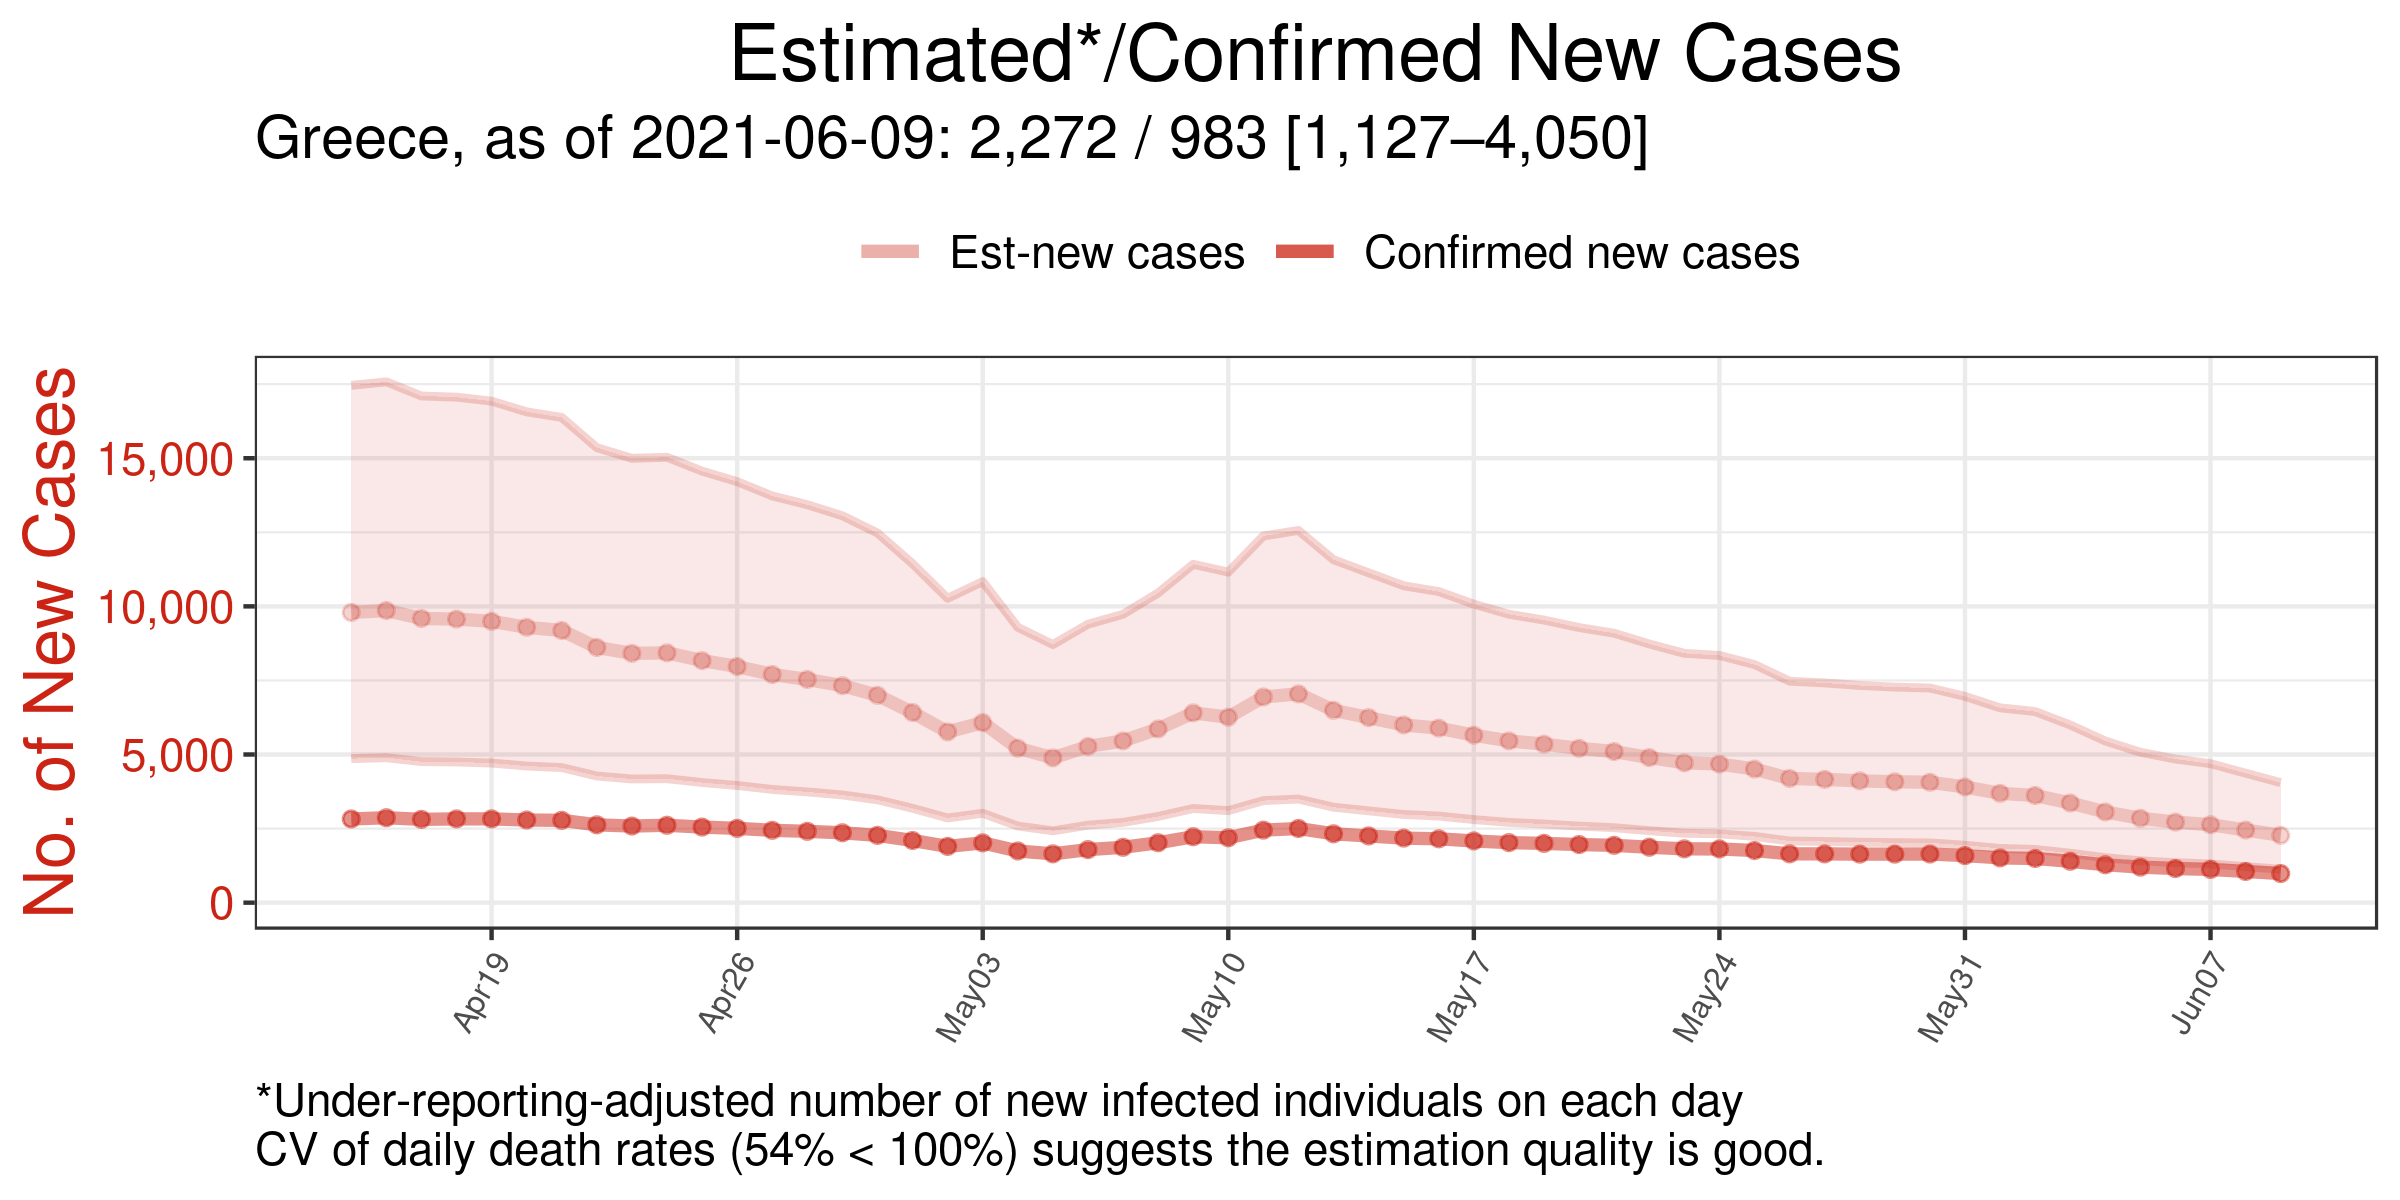 Estimated*/Confirmed New Cases
Greece, as of 2021-06-09: 2,272 / 983 [1,127–4,050]
Est-new cases
Confirmed new cases
No. of New Cases
15,000
10,000
5,000
0
Apr19
Apr26
May03
May10
May17
May24
May31
Jun07
*Under-reporting-adjusted number of new infected individuals on each day
CV of daily death rates (54% < 100%) suggests the estimation quality is good.